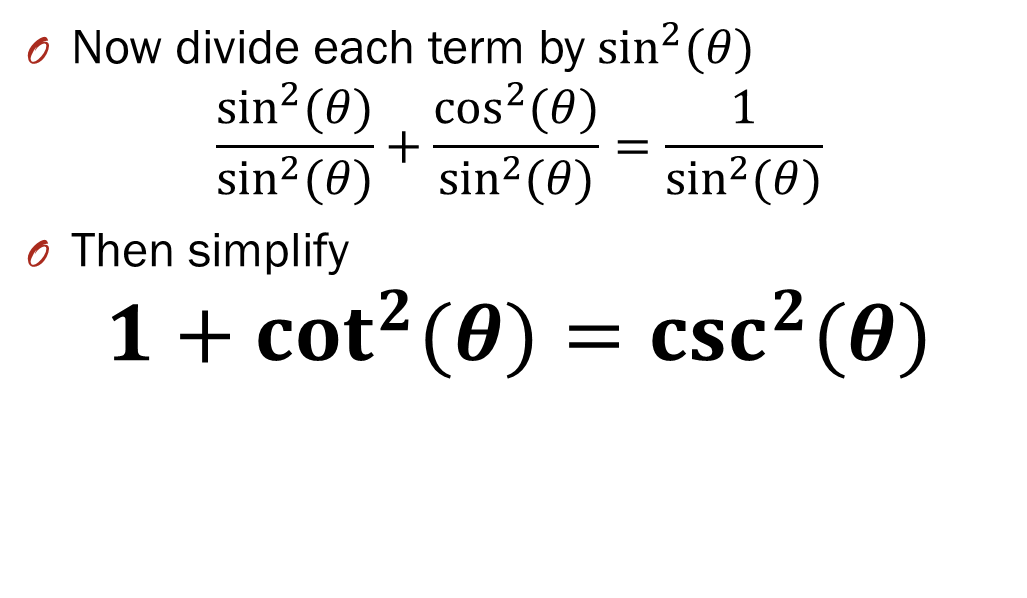 Now divide each term by sin²(θ)
sin²(θ)/sin²(θ) + cos²(θ)/sin²(θ) = 1/sin²(θ)
Then simplify
1 + cot²(θ) = csc²(θ)